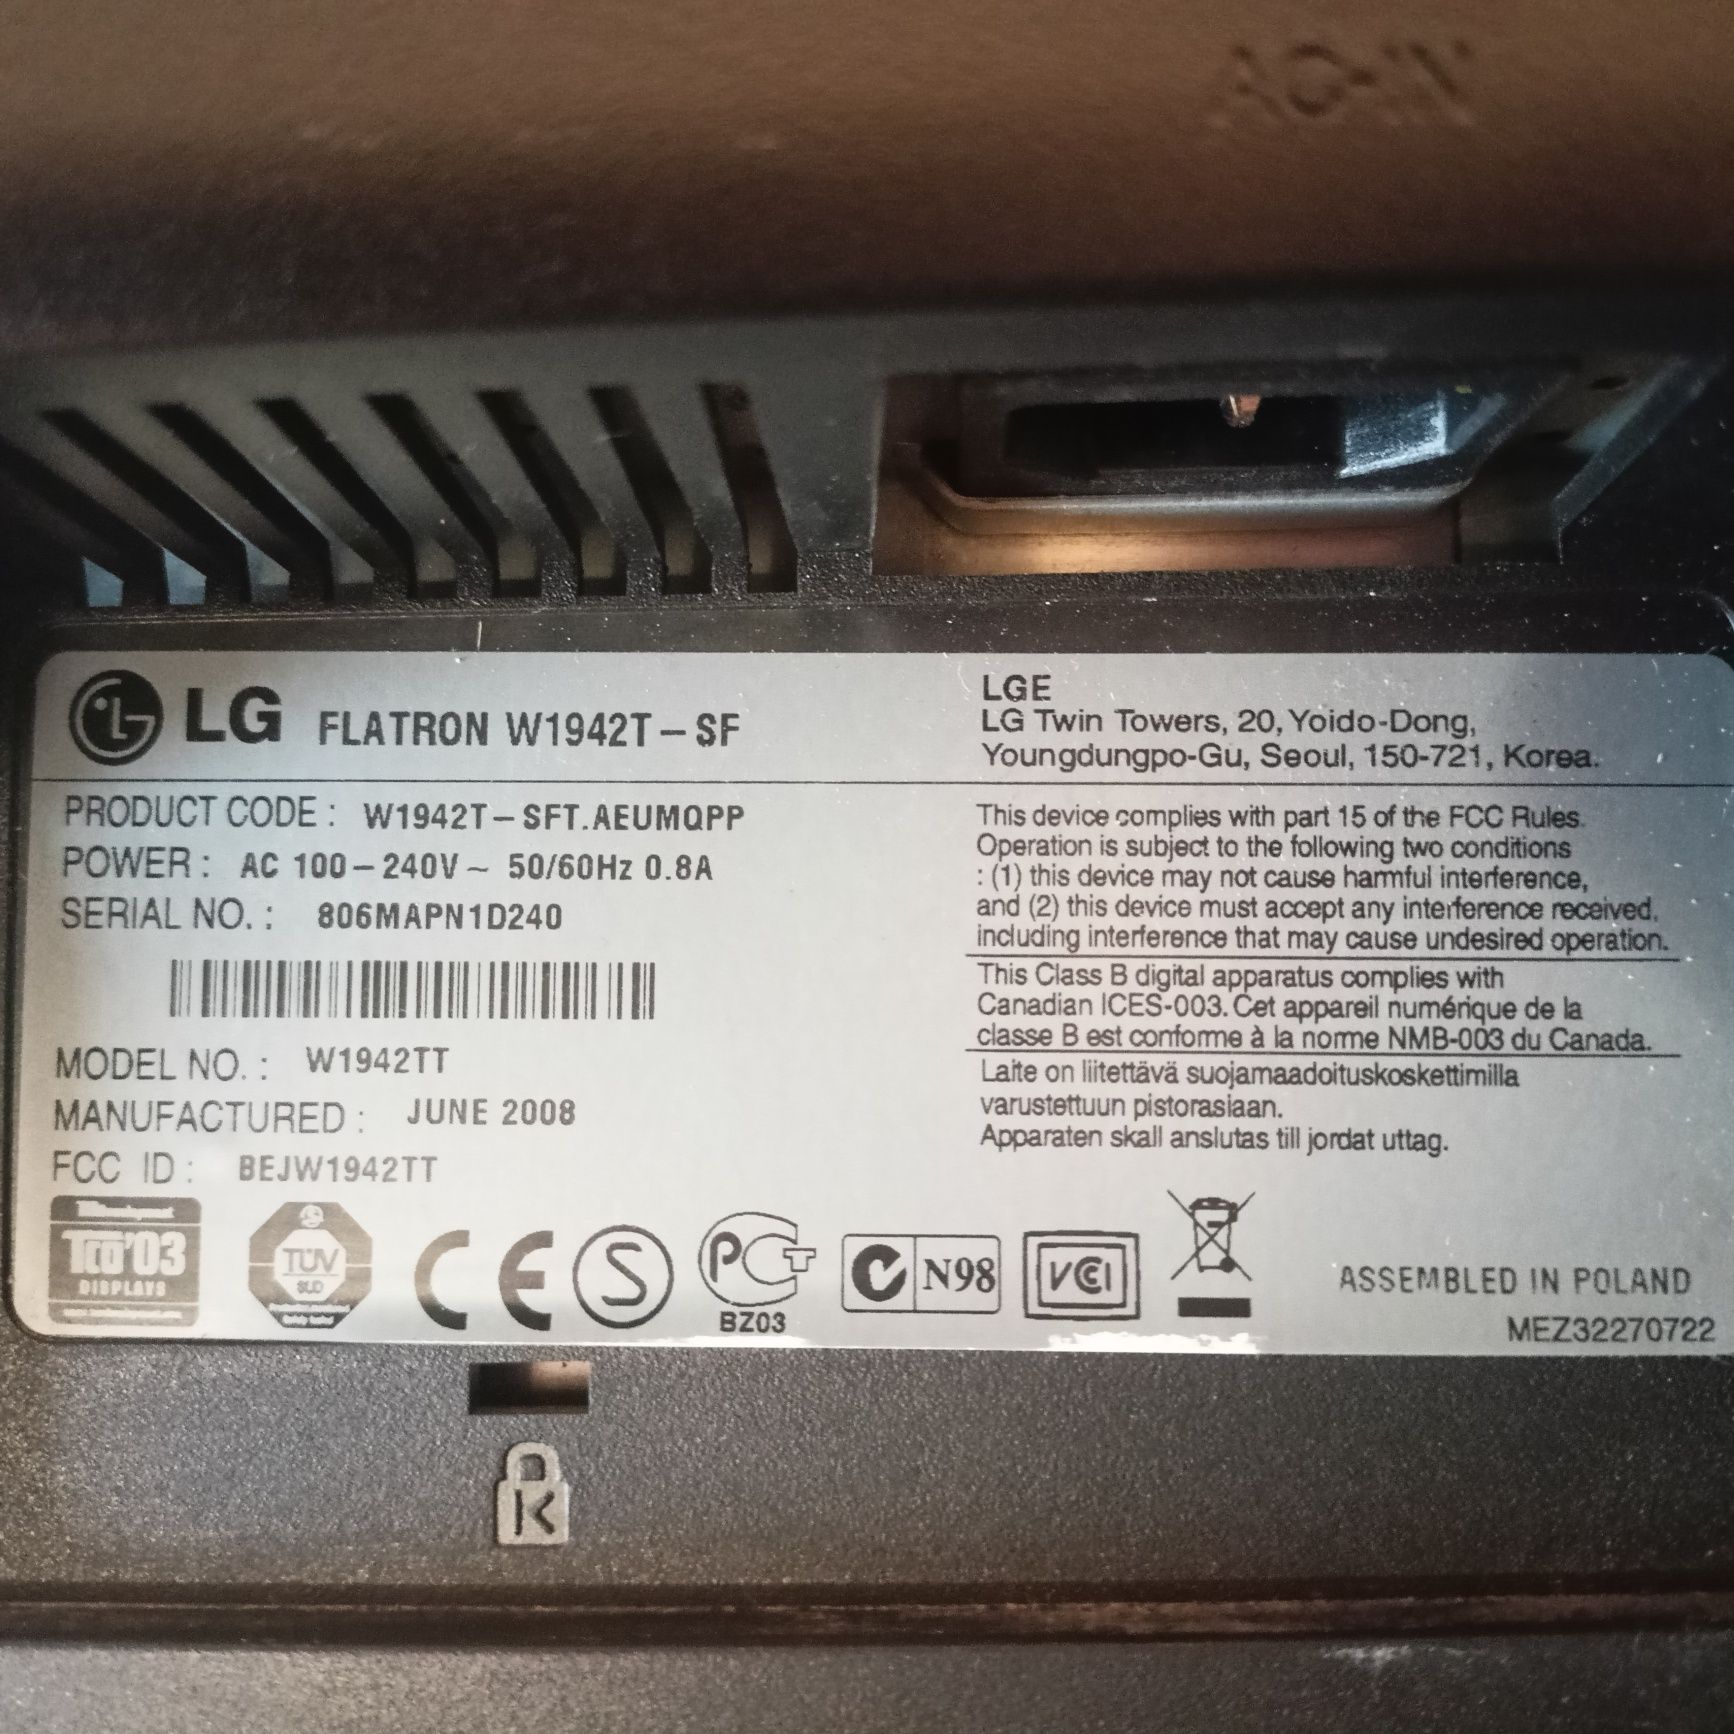 AC-IN
LG FLATRON W1942T-SF
PRODUCT CODE : W1942T-SFT.AEUMQPP
POWER : AC 100-240V~ 50/60Hz 0.8A
SERIAL NO. : 806MAPN1D240
MODEL NO. : W1942TT
MANUFACTURED : JUNE 2008
FCC ID : BEJW1942TT
LGE
LG Twin Towers, 20, Yoido-Dong,
Youngdungpo-Gu, Seoul, 150-721, Korea.
This device complies with part 15 of the FCC Rules.
Operation is subject to the following two conditions
: (1) this device may not cause harmful interference,
and (2) this device must accept any interference received,
including interference that may cause undesired operation.
This Class B digital apparatus complies with
Canadian ICES-003. Cet appareil numérique de la
classe B est conforme à la norme NMB-003 du Canada.
Laite on liitettävä suojamaadoituskoskettimilla
varustettuun pistorasiaan.
Apparaten skall anslutas till jordat uttag.
TCO'03
DISPLAYS
TÜV
SÜD
CE
S
PCT
BZ03
N98
VCCI
ASSEMBLED IN POLAND
MEZ32270722
K